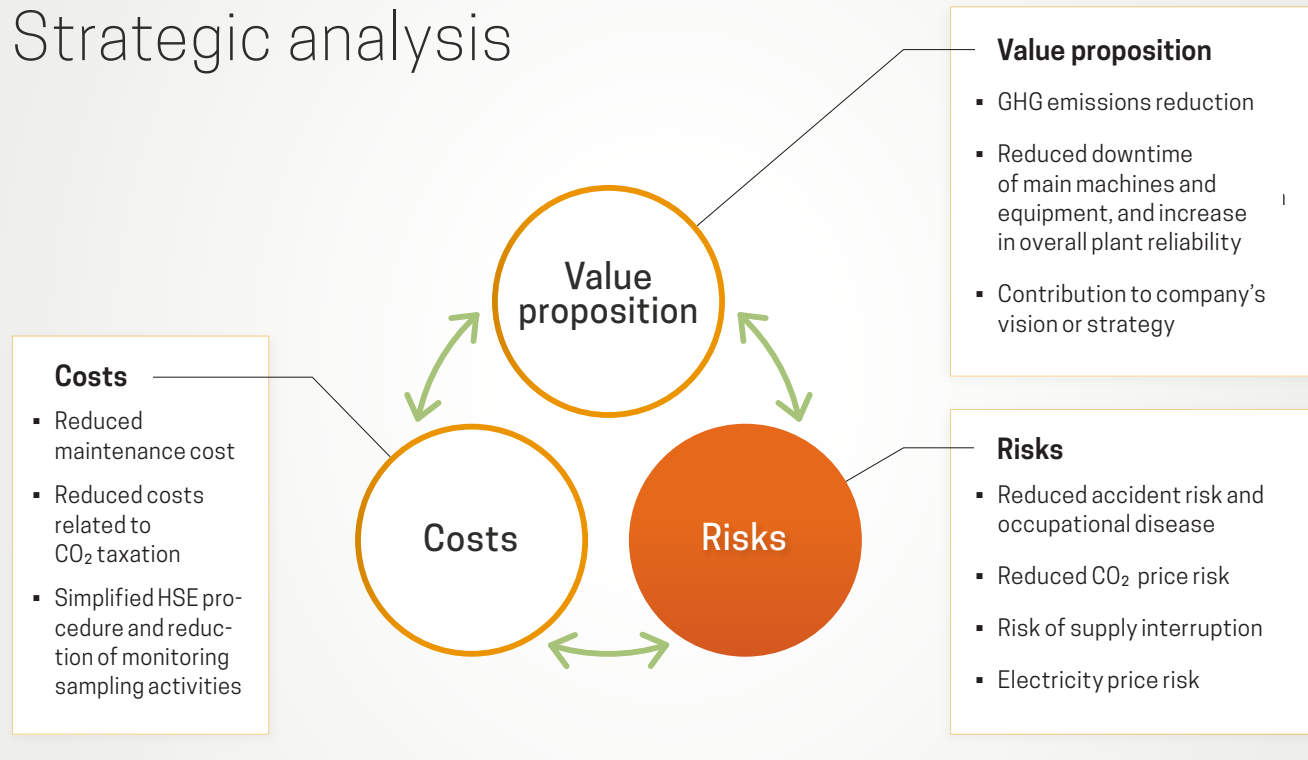 Strategic analysis
Value proposition
▪ GHG emissions reduction
▪ Reduced downtime
of main machines and
equipment, and increase
in overall plant reliability
▪ Contribution to company’s
vision or strategy
Value
proposition
Costs
▪ Reduced
maintenance cost
▪ Reduced costs
related to
CO₂ taxation
▪ Simplified HSE pro-
cedure and reduc-
tion of monitoring
sampling activities
Costs
Risks
Risks
▪ Reduced accident risk and
occupational disease
▪ Reduced CO₂ price risk
▪ Risk of supply interruption
▪ Electricity price risk